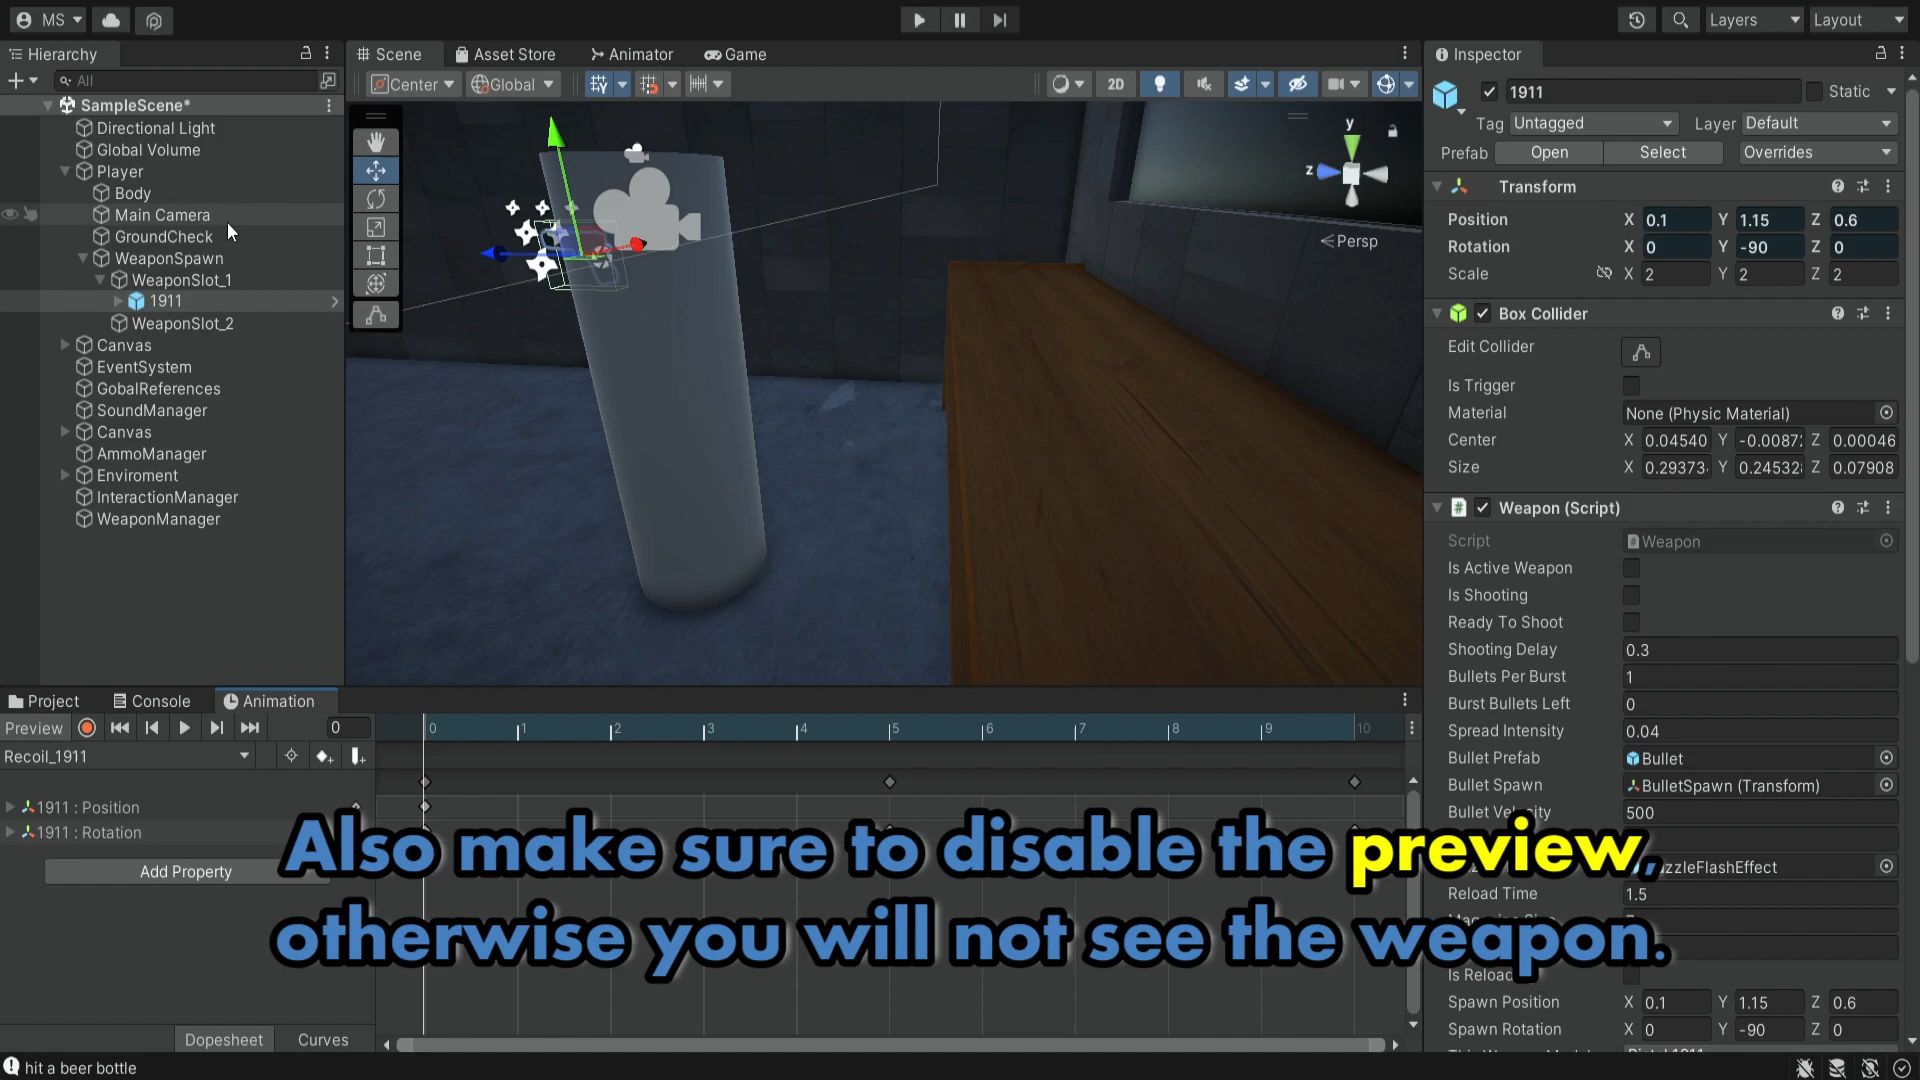 MS
Layers
Layout
Hierarchy
Scene
Asset Store
Animator
Game
Inspector
All
Center
Global
2D
1911
Static
SampleScene*
Directional Light
Global Volume
Player
Body
Main Camera
GroundCheck
WeaponSpawn
WeaponSlot_1
1911
WeaponSlot_2
Canvas
EventSystem
GobalReferences
SoundManager
Canvas
AmmoManager
Enviroment
InteractionManager
WeaponManager
y
z
Persp
Tag Untagged Layer Default
Prefab Open Select Overrides
Transform
Position X 0.1 Y 1.15 Z 0.6
Rotation X 0 Y -90 Z 0
Scale X 2 Y 2 Z 2
Box Collider
Edit Collider
Is Trigger
Material None (Physic Material)
Center X 0.04540 Y -0.0087 Z 0.00046
Size X 0.29373 Y 0.24532 Z 0.07908
Weapon (Script)
Script Weapon
Is Active Weapon
Is Shooting
Ready To Shoot
Shooting Delay 0.3
Bullets Per Burst 1
Burst Bullets Left 0
Spread Intensity 0.04
Bullet Prefab Bullet
Bullet Spawn BulletSpawn (Transform)
Bullet Velocity 500
zzleFlashEffect
Reload Time 1.5
Is Reload
Spawn Position X 0.1 Y 1.15 Z 0.6
Spawn Rotation X 0 Y -90 Z 0
Project
Console
Animation
Preview
0
0 1 2 3 4 5 6 7 8 9 10
Recoil_1911
1911 : Position
1911 : Rotation
Add Property
Also make sure to disable the preview,
otherwise you will not see the weapon.
Dopesheet
Curves
hit a beer bottle